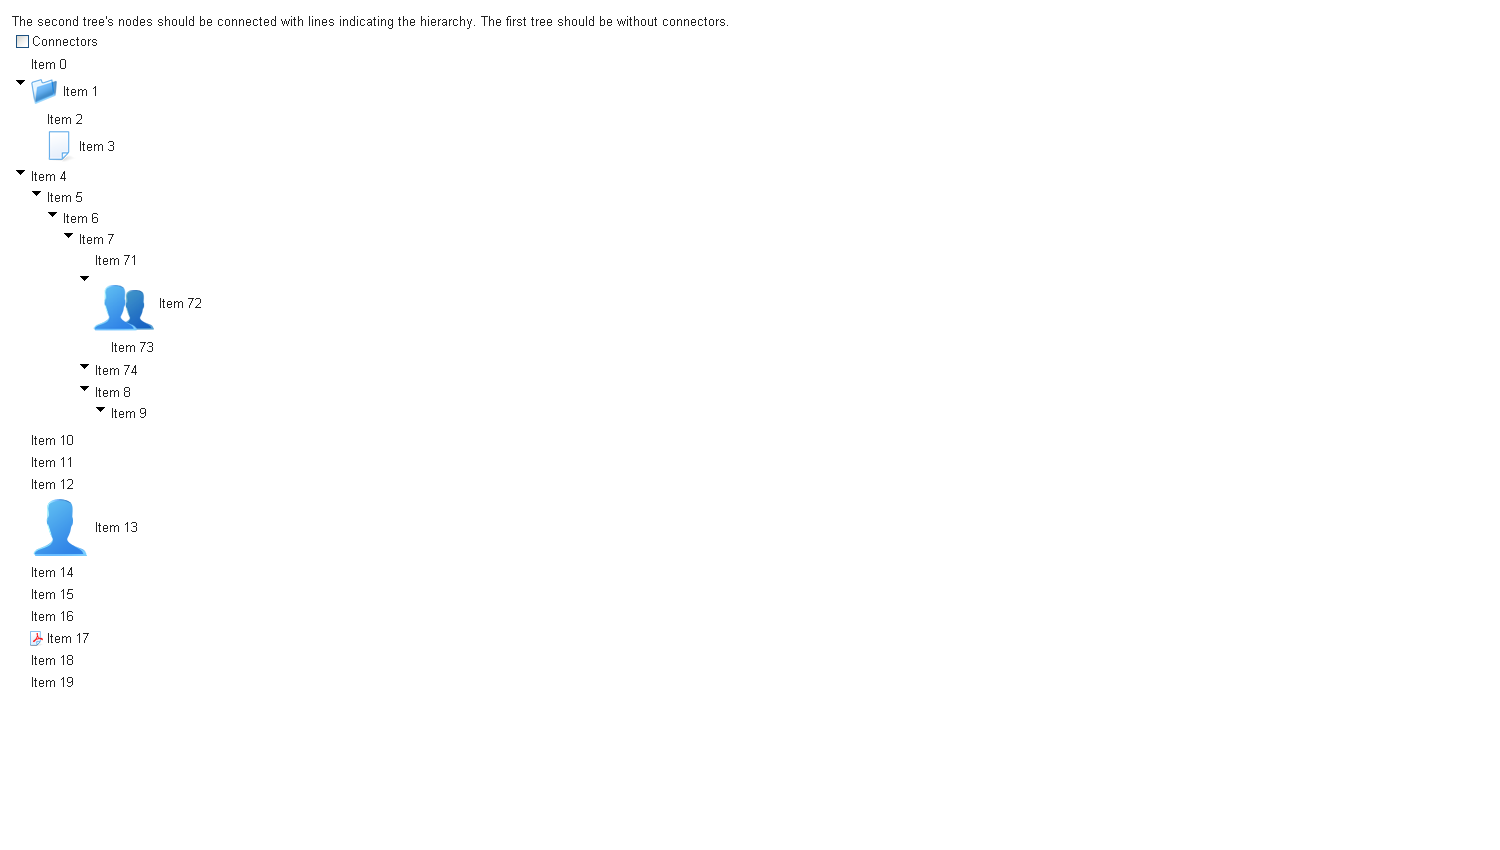 The second tree's nodes should be connected with lines indicating the hierarchy. The first tree should be without connectors.
Connectors
Item 0
Item 1
Item 2
Item 3
Item 4
Item 5
Item 6
Item 7
Item 71
Item 72
Item 73
Item 74
Item 8
Item 9
Item 10
Item 11
Item 12
Item 13
Item 14
Item 15
Item 16
Item 17
Item 18
Item 19